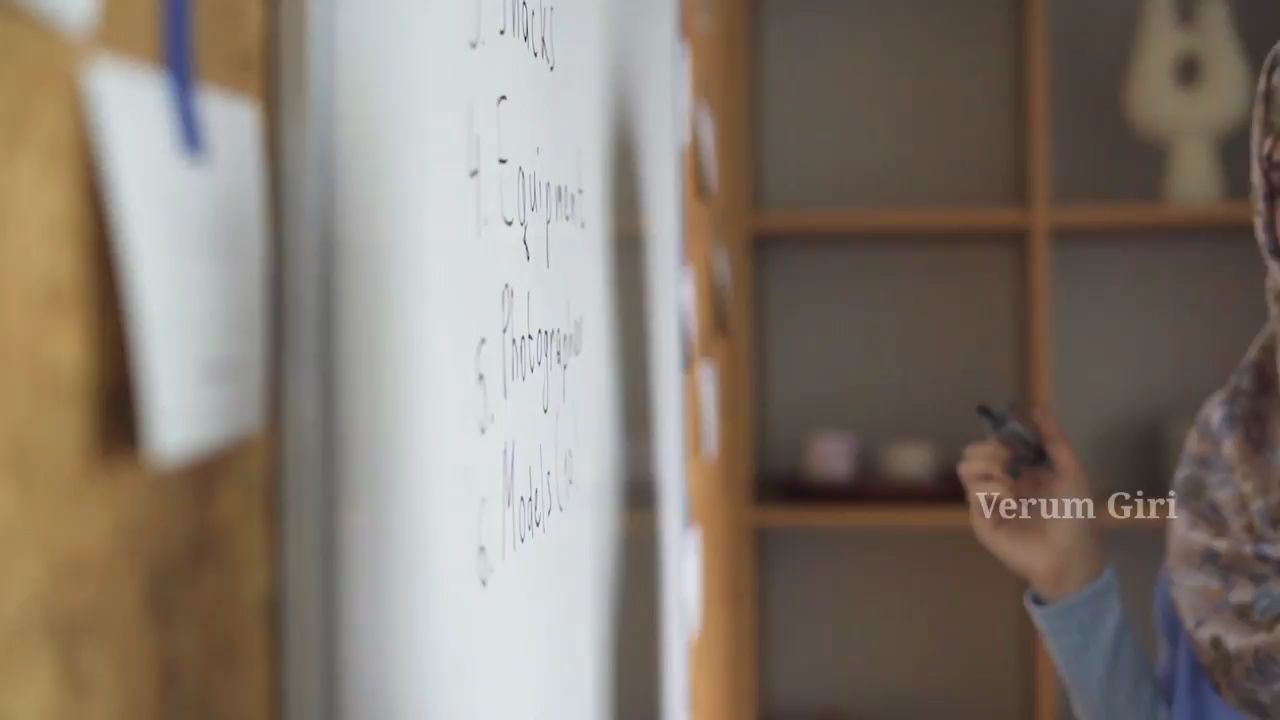 3. Snacks
4. Equipment
5. Photographer
6. Models
Verum Giri